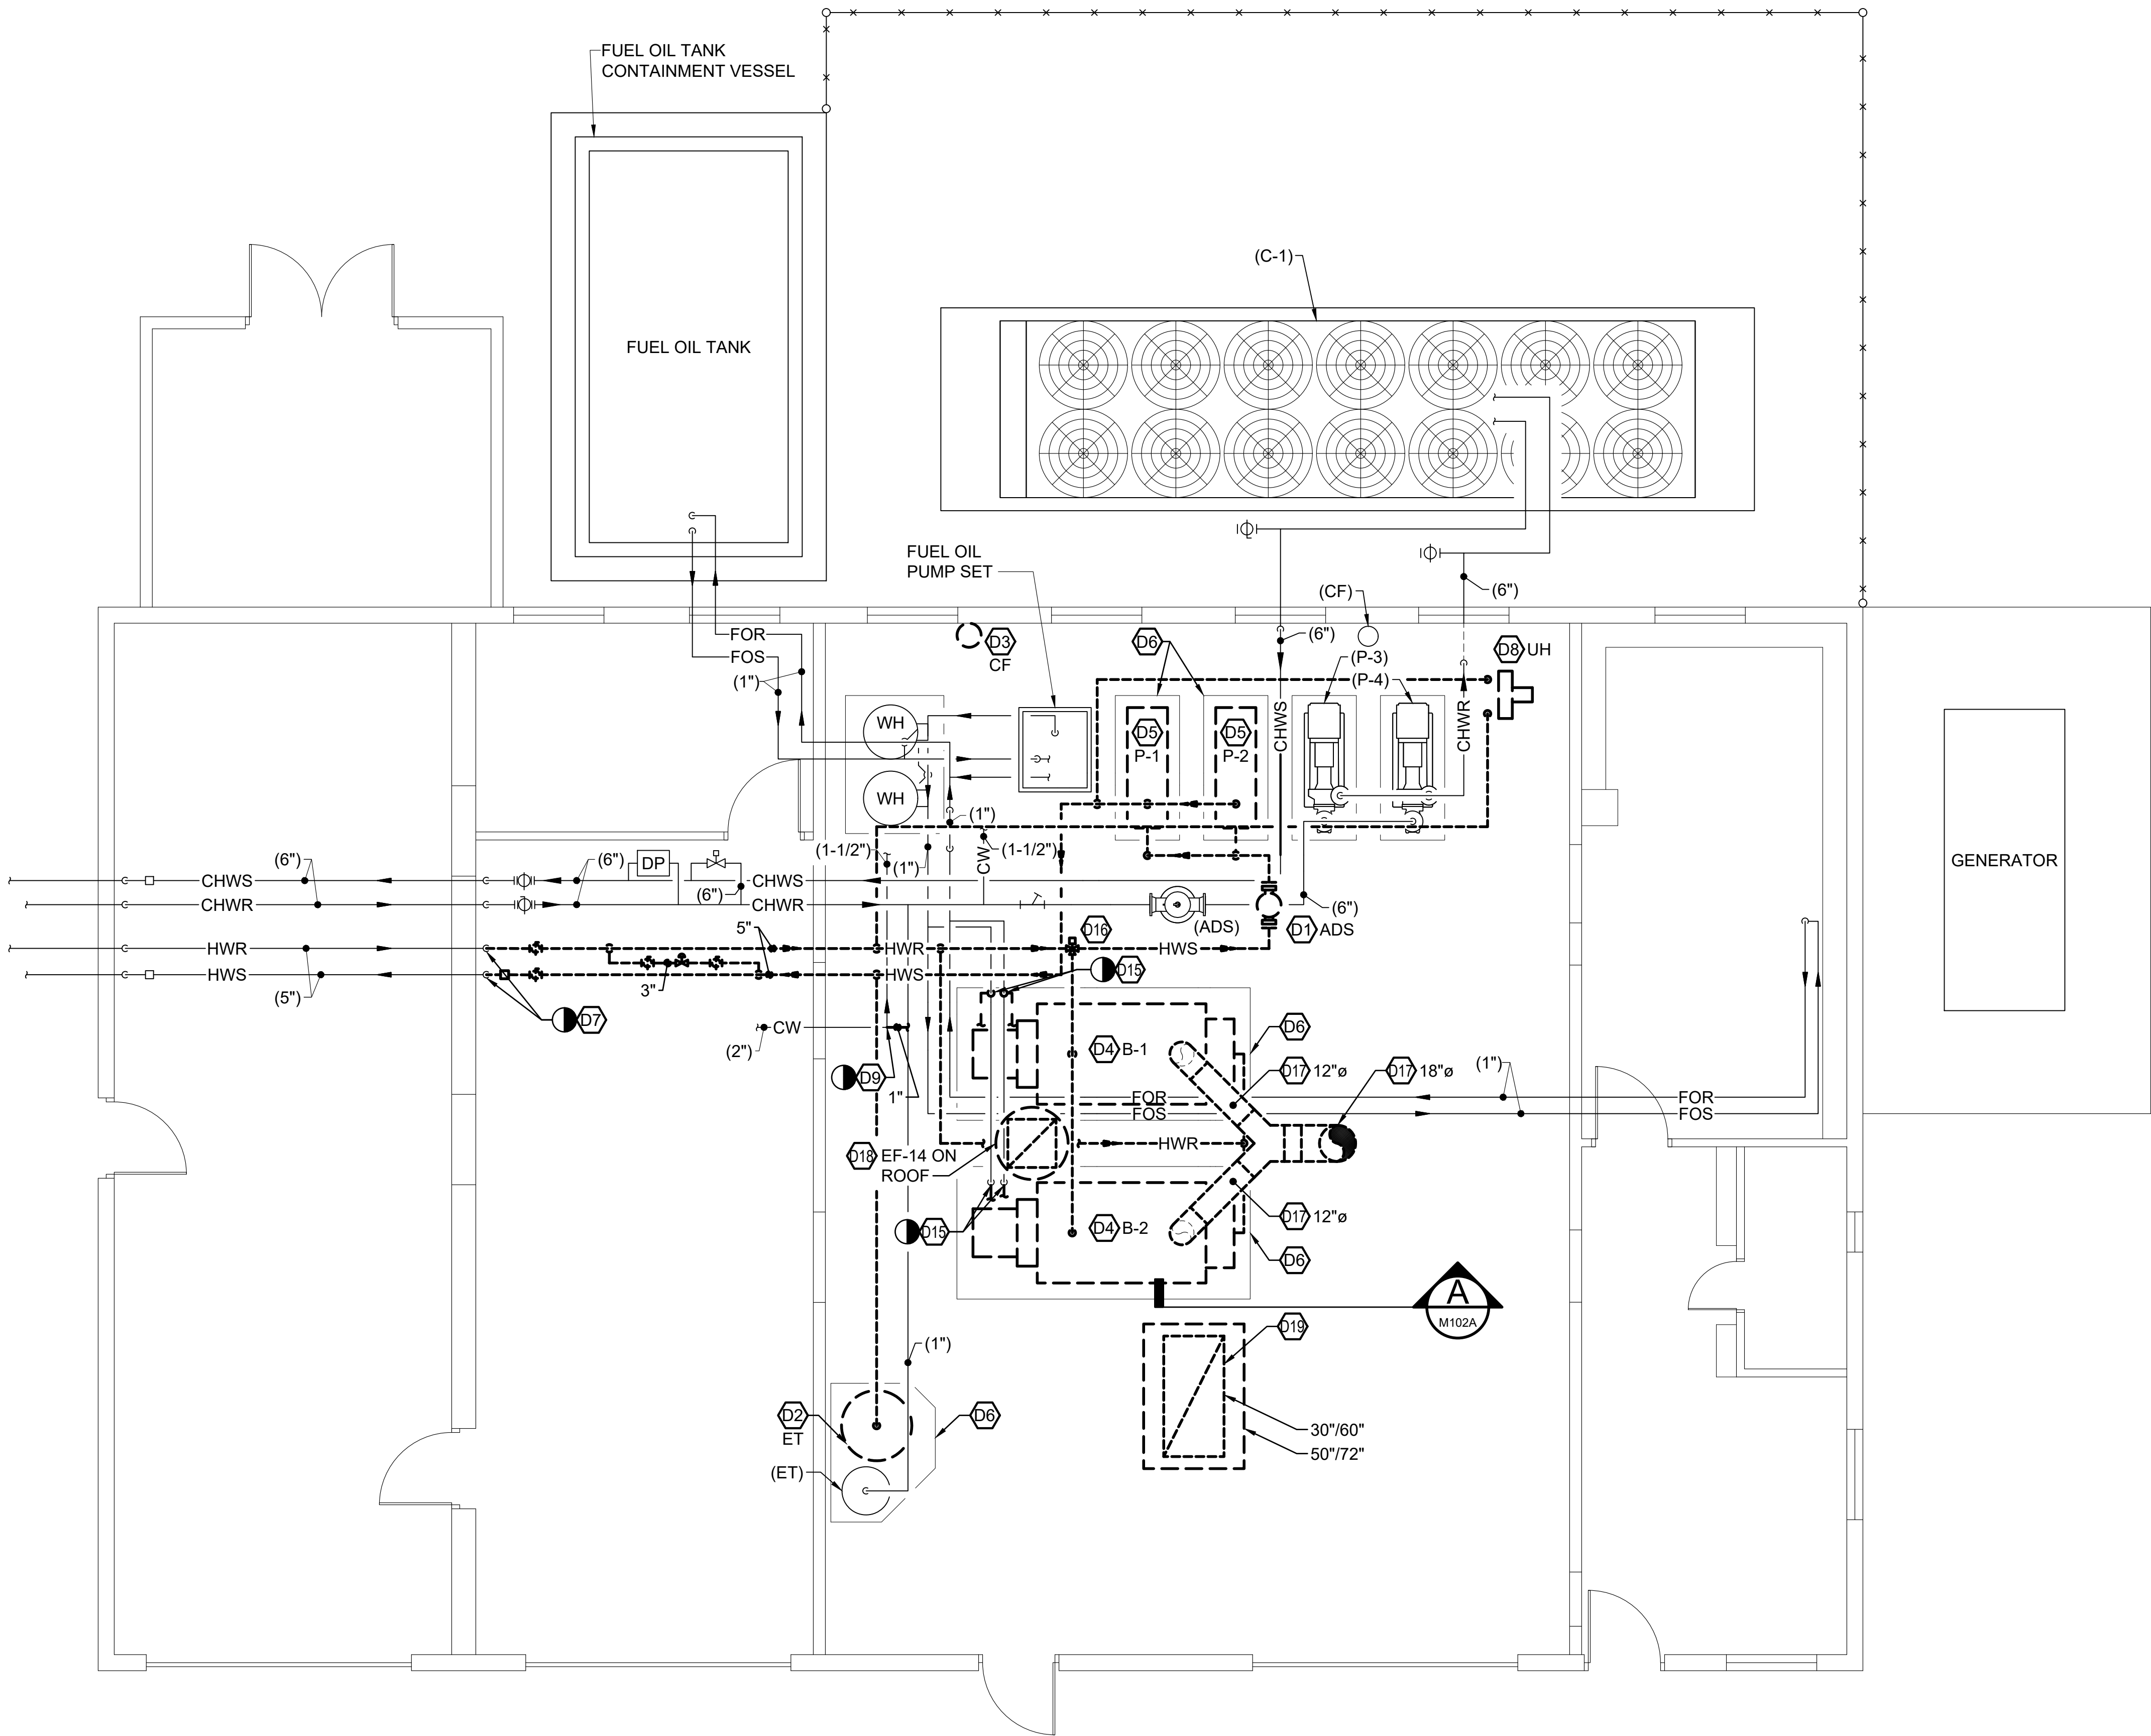 FUEL OIL TANK
CONTAINMENT VESSEL
FUEL OIL TANK
(C-1)
FUEL OIL
PUMP SET
(CF)
(6")
FOR
FOS
(1")
D3
CF
D6
(6")
(P-3)
(P-4)
D8 UH
WH
WH
D5
P-1
D5
P-2
CHWS
CHWR
GENERATOR
(1")
(1-1/2")
(1")
CW
(1-1/2")
(6")
CHWS
CHWR
(6")
DP
(6")
CHWS
CHWR
(ADS)
(6")
D1 ADS
HWR
HWS
(5")
5"
3"
HWR
HWS
D16
HWS
D15
D7
CW
(2")
D9
1"
D4 B-1
D6
D17 12"ø
D17 18"ø
(1")
FOR
FOS
FOR
FOS
HWR
D18 EF-14 ON
ROOF
D15
D4 B-2
D17 12"ø
D6
A
M102A
D19
(1")
D2
ET
D6
(ET)
30"/60"
50"/72"